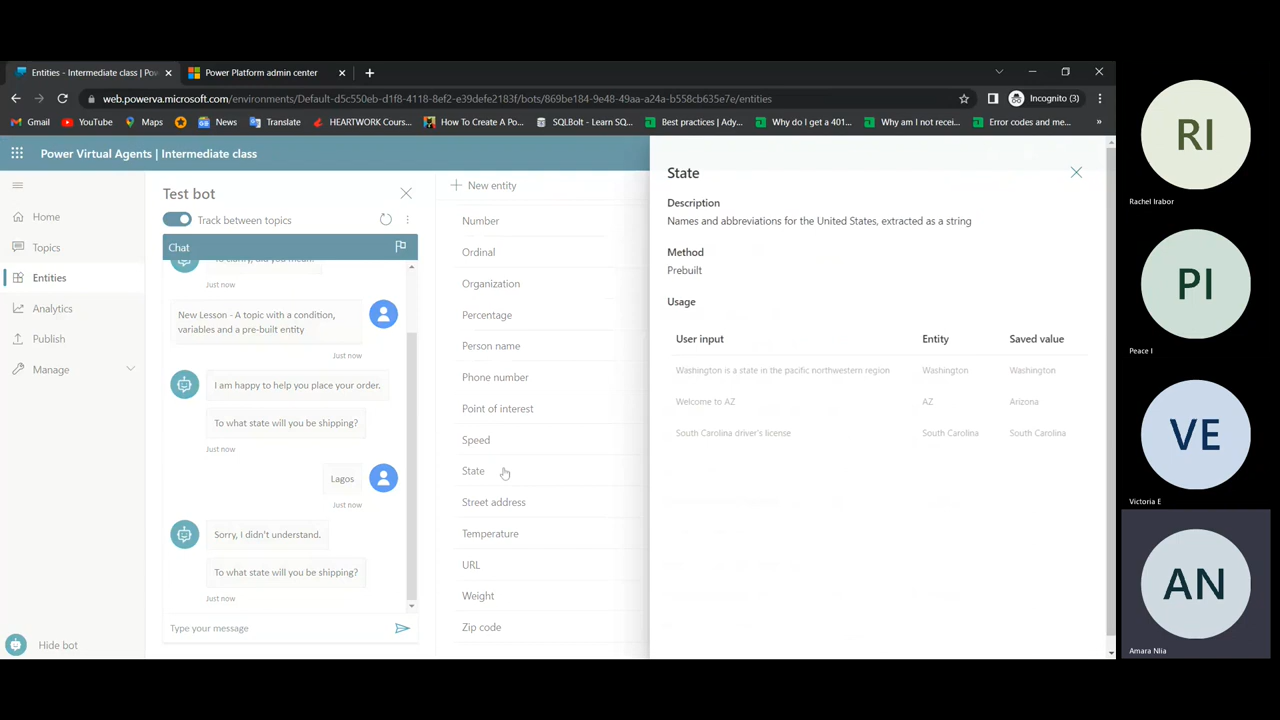 Entities - Intermediate class | Po
Power Platform admin center
web.powerva.microsoft.com/environments/Default-d5c550eb-d1f8-4118-8ef2-e39defe2183f/bots/869be184-9e48-49aa-a24a-b558cb635e7e/entities
Incognito (3)
Gmail
YouTube
Maps
News
Translate
HEARTWORK Cours...
How To Create A Po...
SQLBolt - Learn SQ...
Best practices | Ady...
Why do I get a 401...
Why am I not recei...
Error codes and me...
»
Power Virtual Agents | Intermediate class
Home
Topics
Entities
Analytics
Publish
Manage
Hide bot
Test bot
Track between topics
Chat
Just now
New Lesson - A topic with a condition,
variables and a pre-built entity
Just now
I am happy to help you place your order.
To what state will you be shipping?
Just now
Lagos
Just now
Sorry, I didn't understand.
To what state will you be shipping?
Just now
Type your message
New entity
Number
Ordinal
Organization
Percentage
Person name
Phone number
Point of interest
Speed
State
Street address
Temperature
URL
Weight
Zip code
State
Description
Names and abbreviations for the United States, extracted as a string
Method
Prebuilt
Usage
User input Entity Saved value
Washington is a state in the pacific northwestern region Washington Washington
Welcome to AZ AZ Arizona
South Carolina driver's license South Carolina South Carolina
RI
Rachel Irabor
PI
Peace I
VE
Victoria E
AN
Amara Nlia